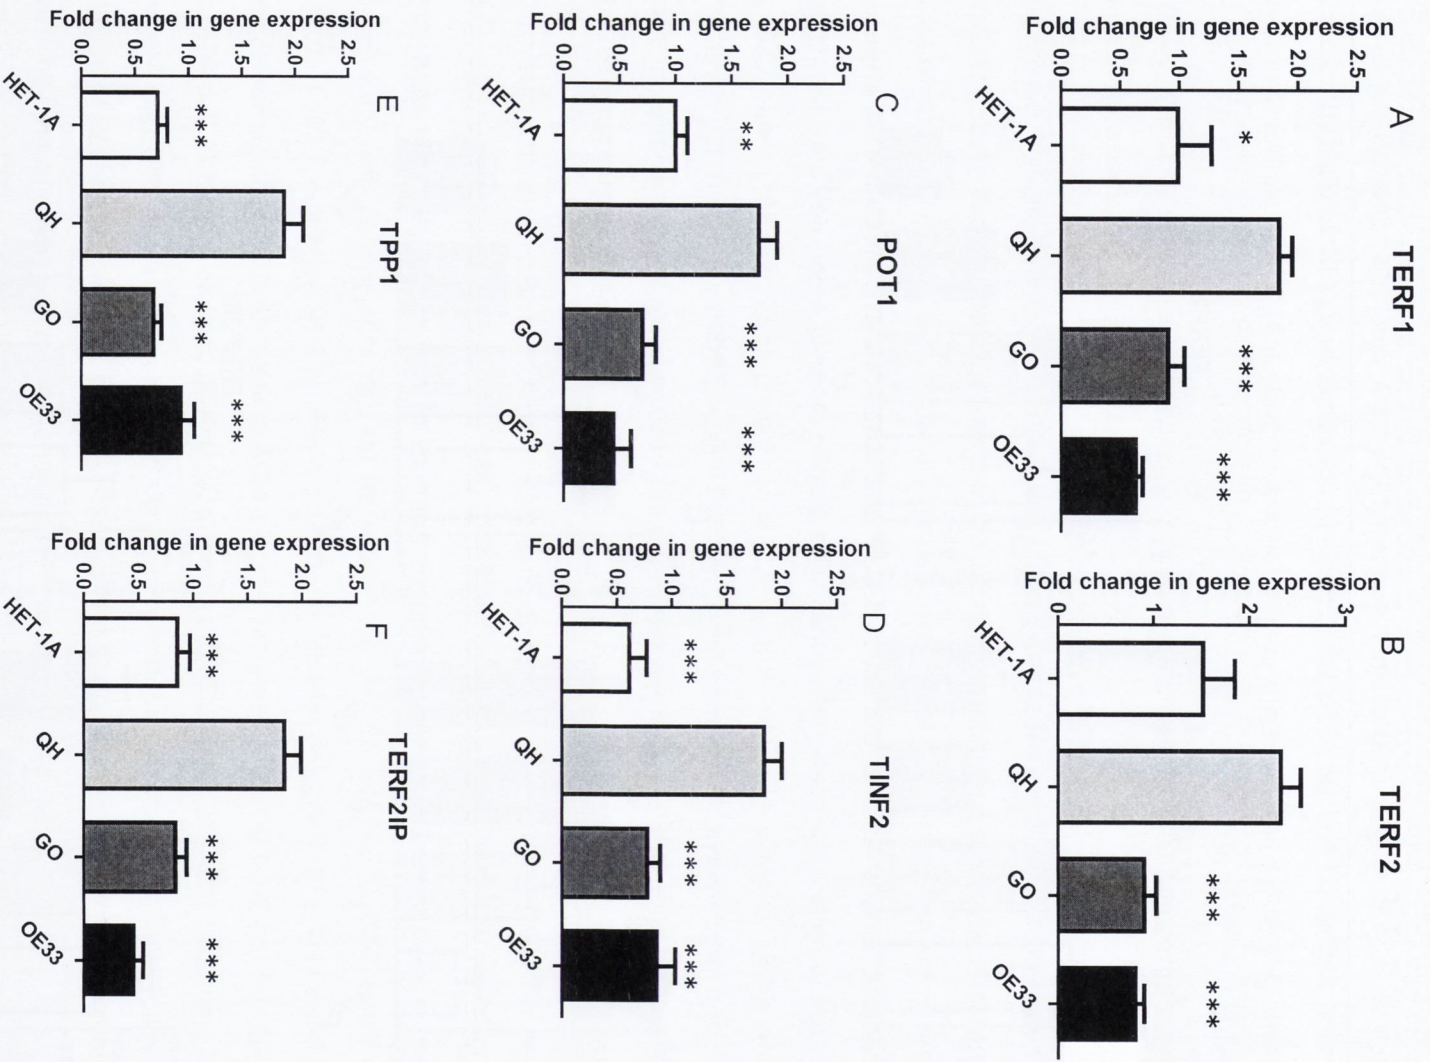 A
TERF1
Fold change in gene expression
2.5
2.0
1.5
1.0
0.5
0.0
*
***
***
HET-1A
QH
GO
OE33
B
TERF2
Fold change in gene expression
3
2
1
0
***
***
HET-1A
QH
GO
OE33
C
POT1
Fold change in gene expression
2.5
2.0
1.5
1.0
0.5
0.0
**
***
***
HET-1A
QH
GO
OE33
D
TINF2
Fold change in gene expression
2.5
2.0
1.5
1.0
0.5
0.0
***
***
***
HET-1A
QH
GO
OE33
E
TPP1
Fold change in gene expression
2.5
2.0
1.5
1.0
0.5
0.0
***
***
***
HET-1A
QH
GO
OE33
F
TERF2IP
Fold change in gene expression
2.5
2.0
1.5
1.0
0.5
0.0
***
***
***
HET-1A
QH
GO
OE33